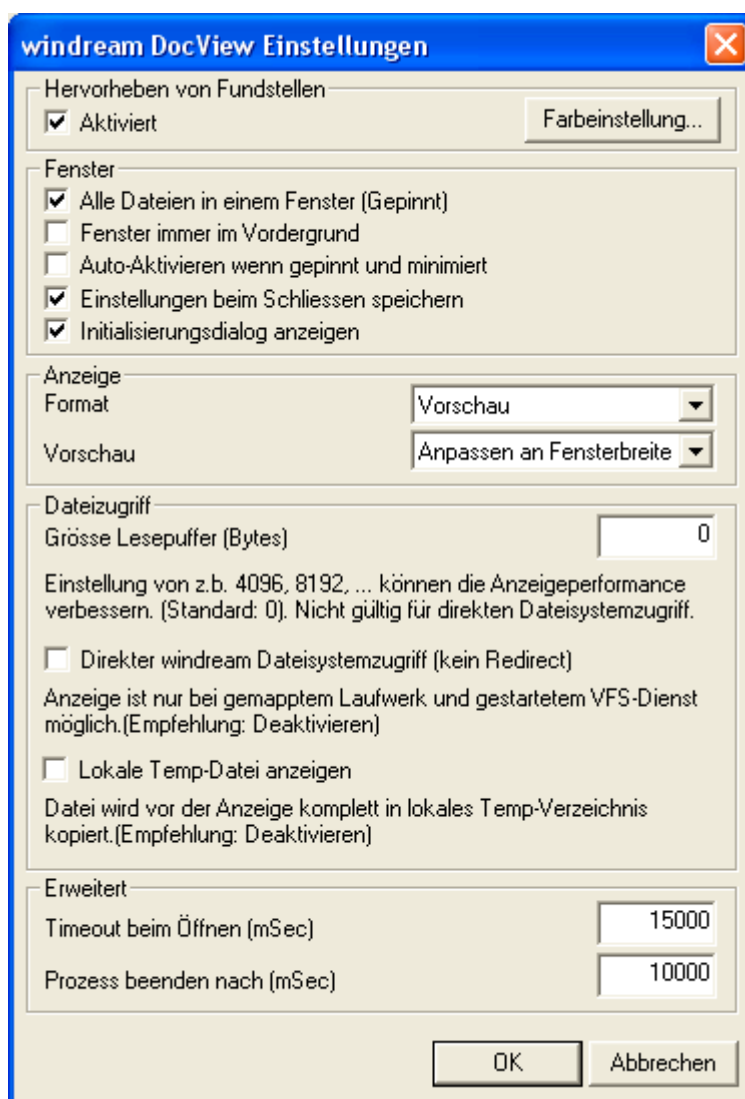 windream DocView Einstellungen
Hervorheben von Fundstellen
Aktiviert
Farbeinstellung...
Fenster
Alle Dateien in einem Fenster (Gepinnt)
Fenster immer im Vordergrund
Auto-Aktivieren wenn gepinnt und minimiert
Einstellungen beim Schliessen speichern
Initialisierungsdialog anzeigen
Anzeige
Format
Vorschau
Vorschau
Anpassen an Fensterbreite
Dateizugriff
Grösse Lesepuffer (Bytes)
0
Einstellung von z.b. 4096, 8192, ... können die Anzeigeperformance
verbessern. (Standard: 0). Nicht gültig für direkten Dateisystemzugriff.
Direkter windream Dateisystemzugriff (kein Redirect)
Anzeige ist nur bei gemapptem Laufwerk und gestartetem VFS-Dienst
möglich.(Empfehlung: Deaktivieren)
Lokale Temp-Datei anzeigen
Datei wird vor der Anzeige komplett in lokales Temp-Verzeichnis
kopiert.(Empfehlung: Deaktivieren)
Erweitert
Timeout beim Öffnen (mSec)
15000
Prozess beenden nach (mSec)
10000
OK
Abbrechen